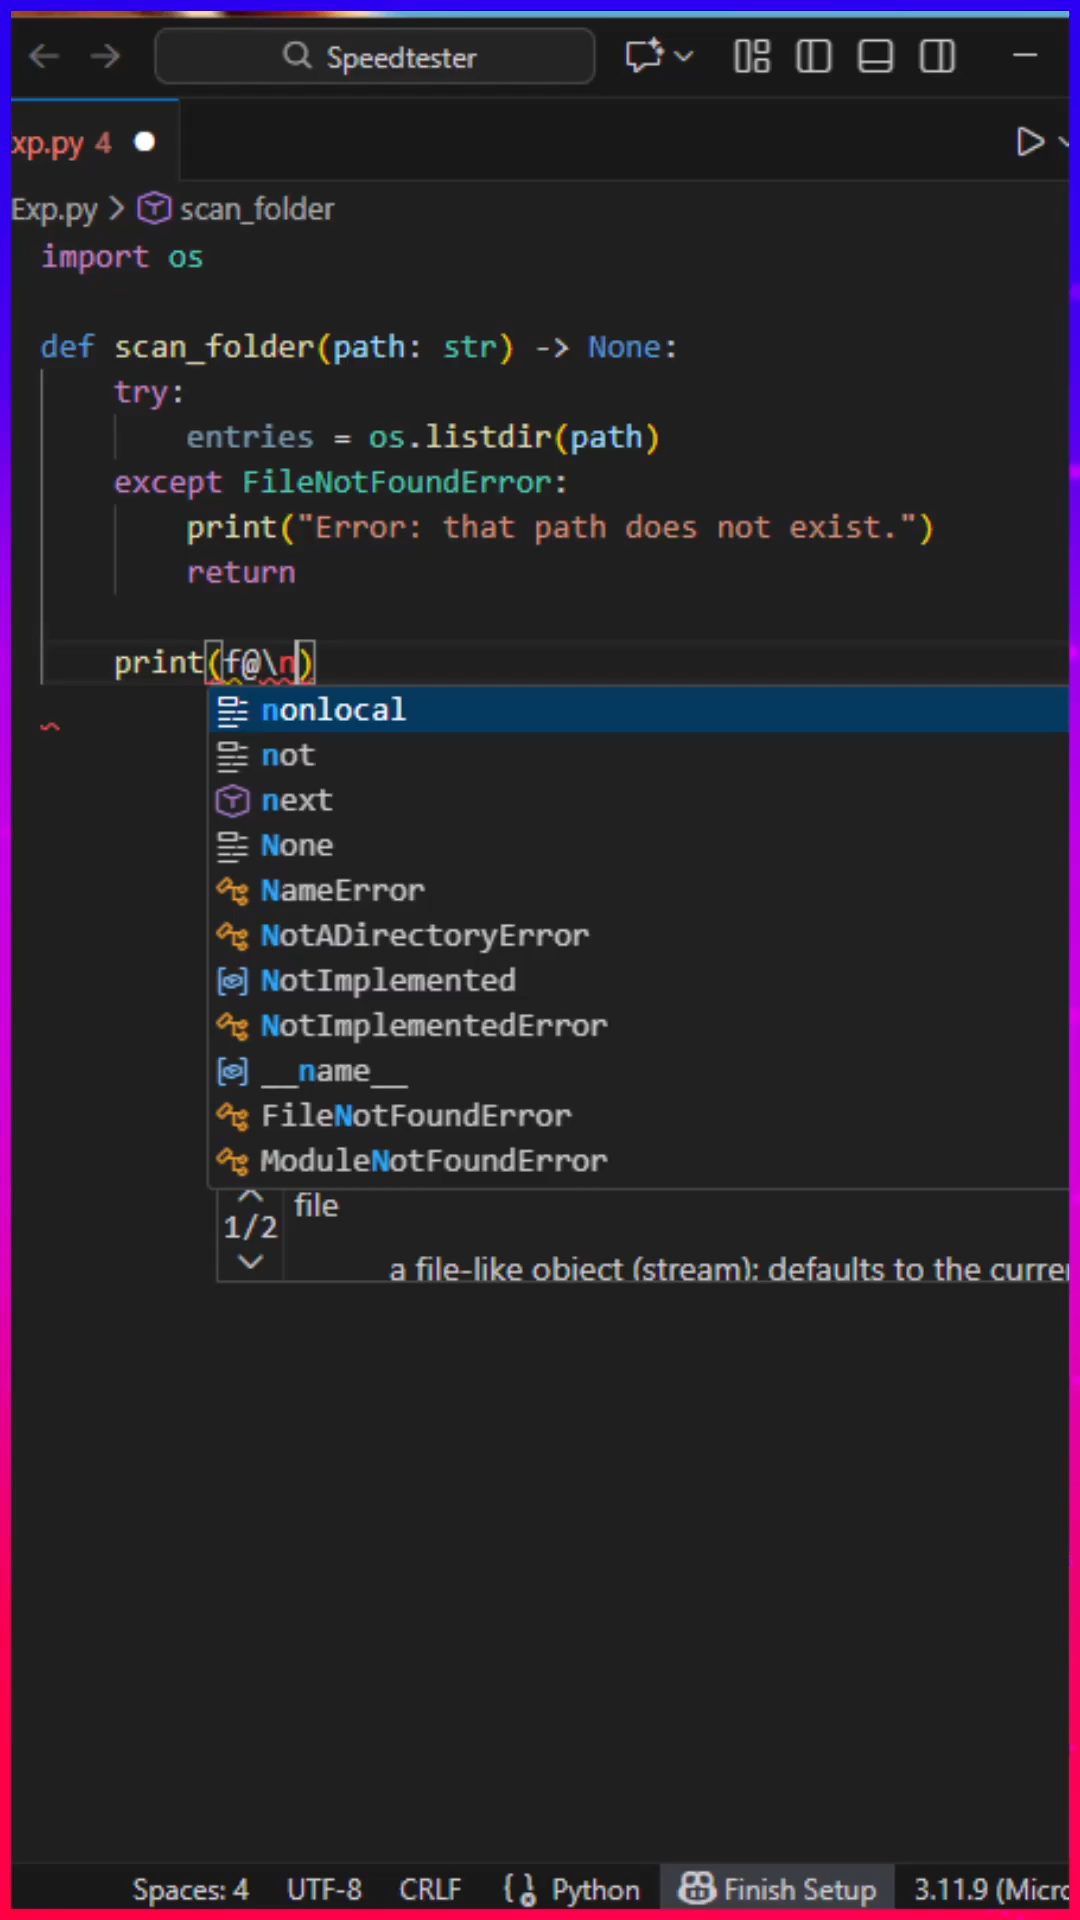 Speedtester
xp.py 4
Exp.py > scan_folder
import os
def scan_folder(path: str) -> None:
try:
entries = os.listdir(path)
except FileNotFoundError:
print("Error: that path does not exist.")
return
print(f@\n)
nonlocal
not
next
None
NameError
NotADirectoryError
NotImplemented
NotImplementedError
__name__
FileNotFoundError
ModuleNotFoundError
file
1/2
a file-like object (stream); defaults to the curre
Spaces: 4 UTF-8 CRLF Python Finish Setup 3.11.9 (Micro